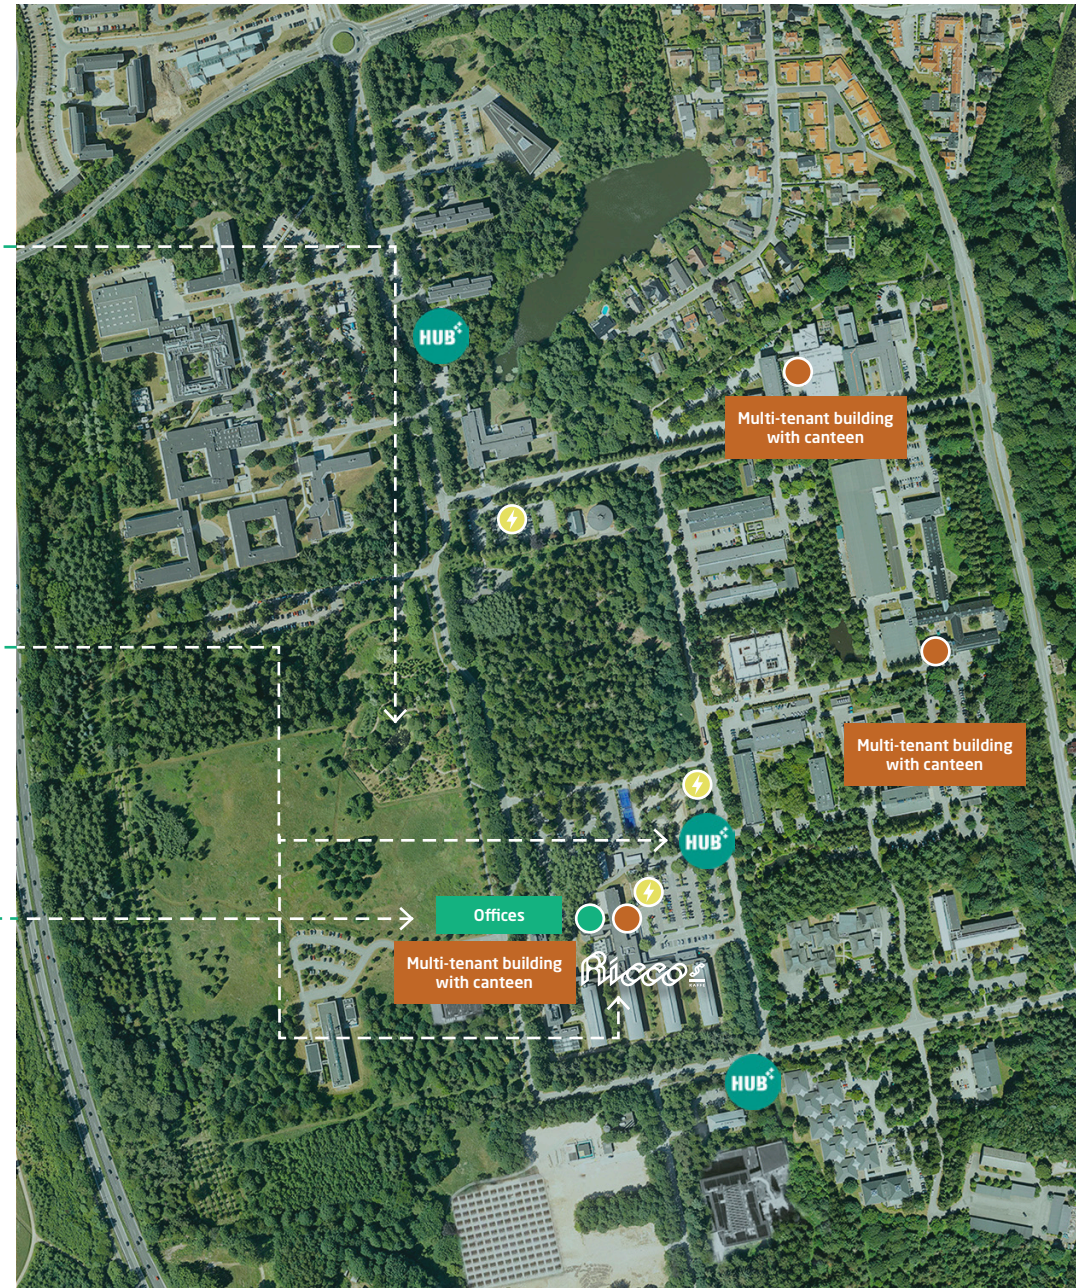 HUB
Multi-tenant building
with canteen
Multi-tenant building
with canteen
HUB
Offices
Multi-tenant building
with canteen
Ricco's
KAFFE
HUB